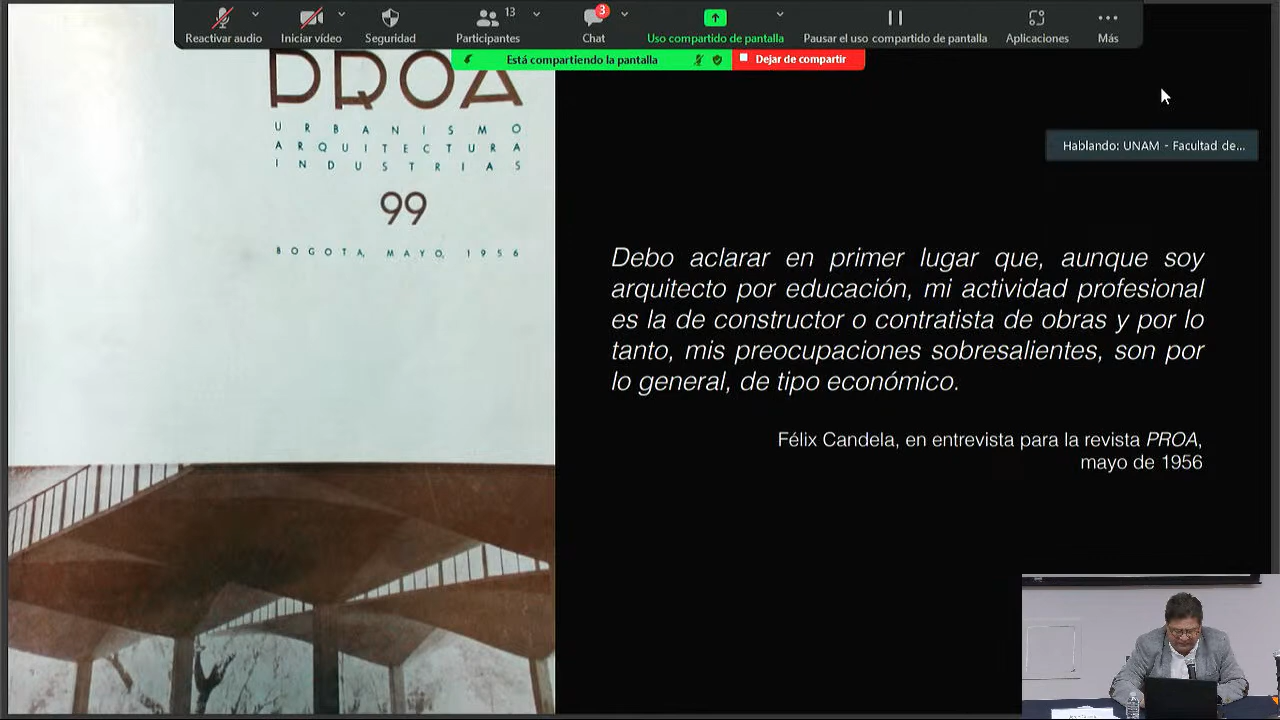 Reactivar audio
Iniciar vídeo
Seguridad
13
Participantes
3
Chat
Uso compartido de pantalla
Pausar el uso compartido de pantalla
Aplicaciones
Más
Está compartiendo la pantalla
Dejar de compartir
Hablando: UNAM - Facultad de...
PROA
URBANISMO
ARQUITECTURA
INDUSTRIAS
99
BOGOTA, MAYO, 1956
Debo aclarar en primer lugar que, aunque soy
arquitecto por educación, mi actividad profesional
es la de constructor o contratista de obras y por lo
tanto, mis preocupaciones sobresalientes, son por
lo general, de tipo económico.
Félix Candela, en entrevista para la revista PROA,
mayo de 1956